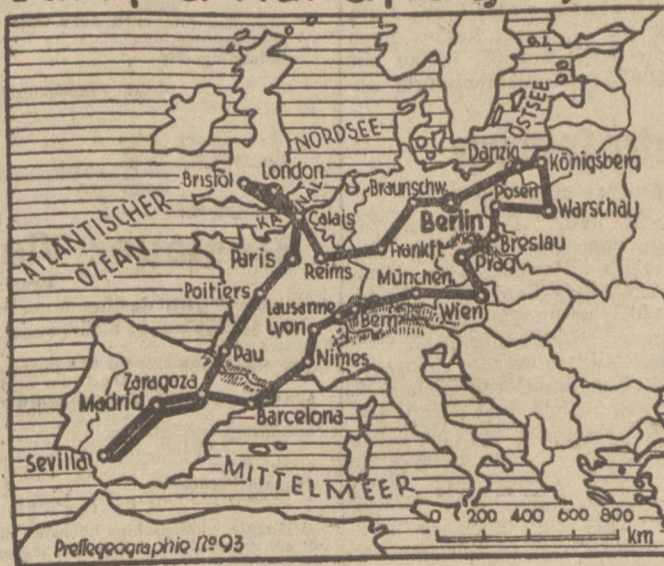 NORDSEE
OSTSEE
Danzig
Königsberg
Bristol
London
KANAL
Calais
Braunschw.
Posen
Warschau
Berlin
ATLANTISCHER
OZEAN
Paris
Reims
Frankft
Breslau
Prag
Poitiers
München
Wien
Lausanne
Bern
Lyon
Nimes
Pau
Zaragoza
Madrid
Barcelona
Sevilla
MITTELMEER
0 200 400 600 800
km
Pressegeographie No 93